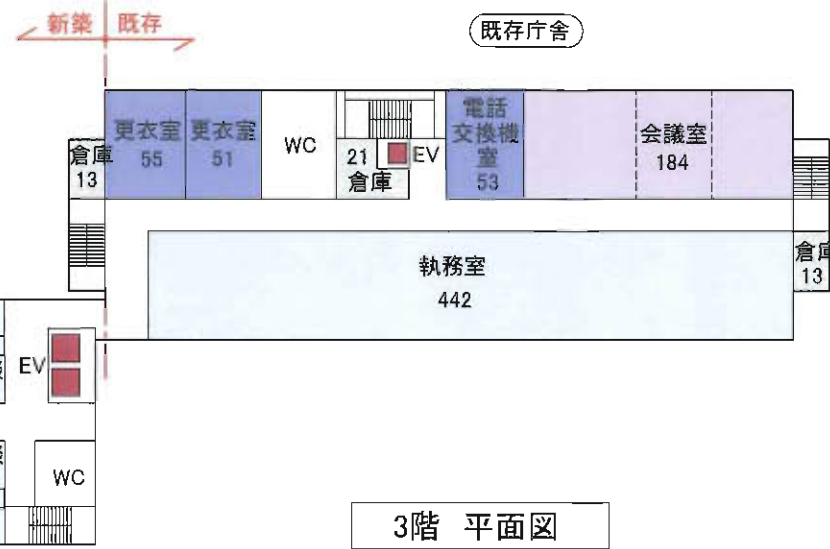 新築 既存
既存庁舎
更衣室
55
更衣室
51
WC
21
倉庫
EV
電話
交換機
室
53
会議室
184
倉庫
13
執務室
442
倉庫
13
EV
WC
3階 平面図